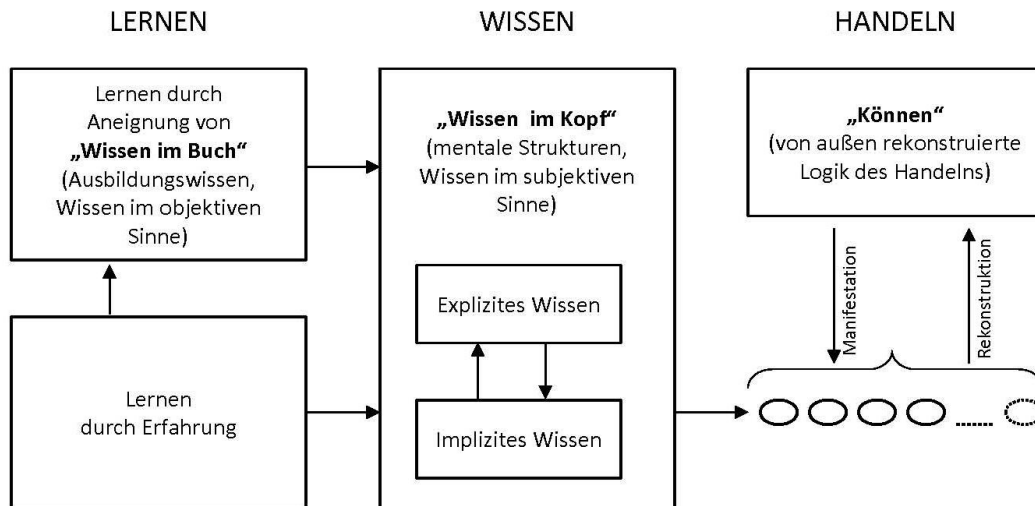 LERNEN
WISSEN
HANDELN
Lernen durch
Aneignung von
„Wissen im Buch“
(Ausbildungswissen,
Wissen im objektiven
Sinne)
Lernen
durch Erfahrung
„Wissen im Kopf“
(mentale Strukturen,
Wissen im subjektiven
Sinne)
Explizites Wissen
Implizites Wissen
„Können“
(von außen rekonstruierte
Logik des Handelns)
Manifestation
Rekonstruktion